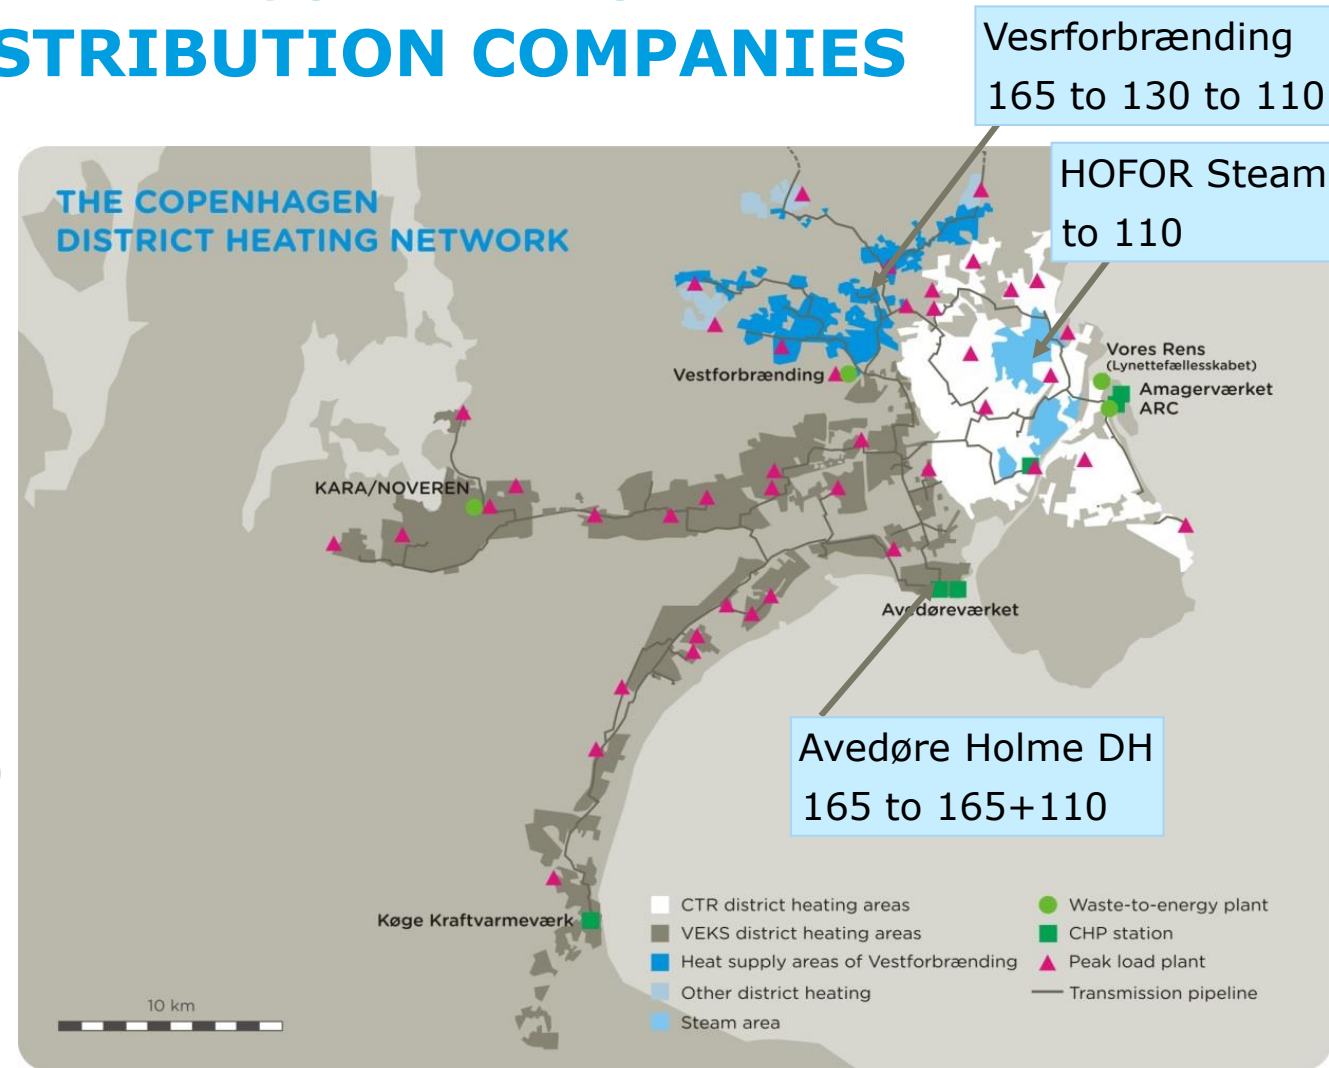 STRIBUTION COMPANIES
Vesrforbrænding
165 to 130 to 110
HOFOR Steam
to 110
THE COPENHAGEN
DISTRICT HEATING NETWORK
Vestforbrænding
Vores Rens
(Lynettefællesskabet)
Amagerværket
ARC
KARA/NOVEREN
Avedøreværket
Avedøre Holme DH
165 to 165+110
Køge Kraftvarmeværk
10 km
CTR district heating areas
VEKS district heating areas
Heat supply areas of Vestforbrænding
Other district heating
Steam area
Waste-to-energy plant
CHP station
Peak load plant
Transmission pipeline